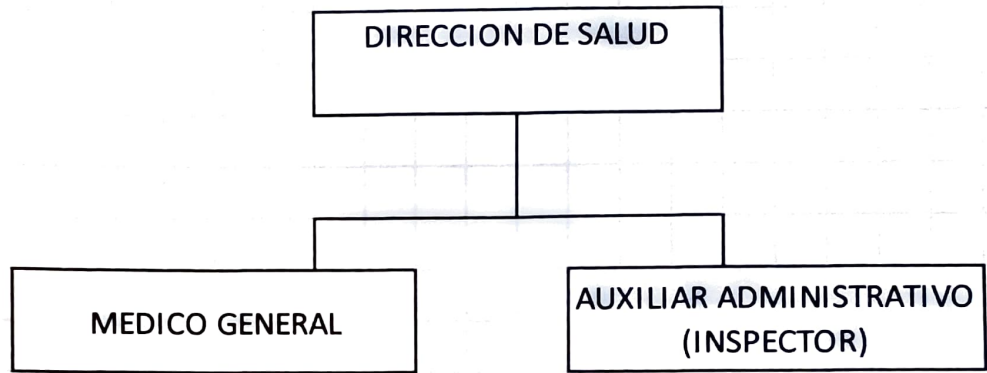 DIRECCION DE SALUD
MEDICO GENERAL
AUXILIAR ADMINISTRATIVO
(INSPECTOR)